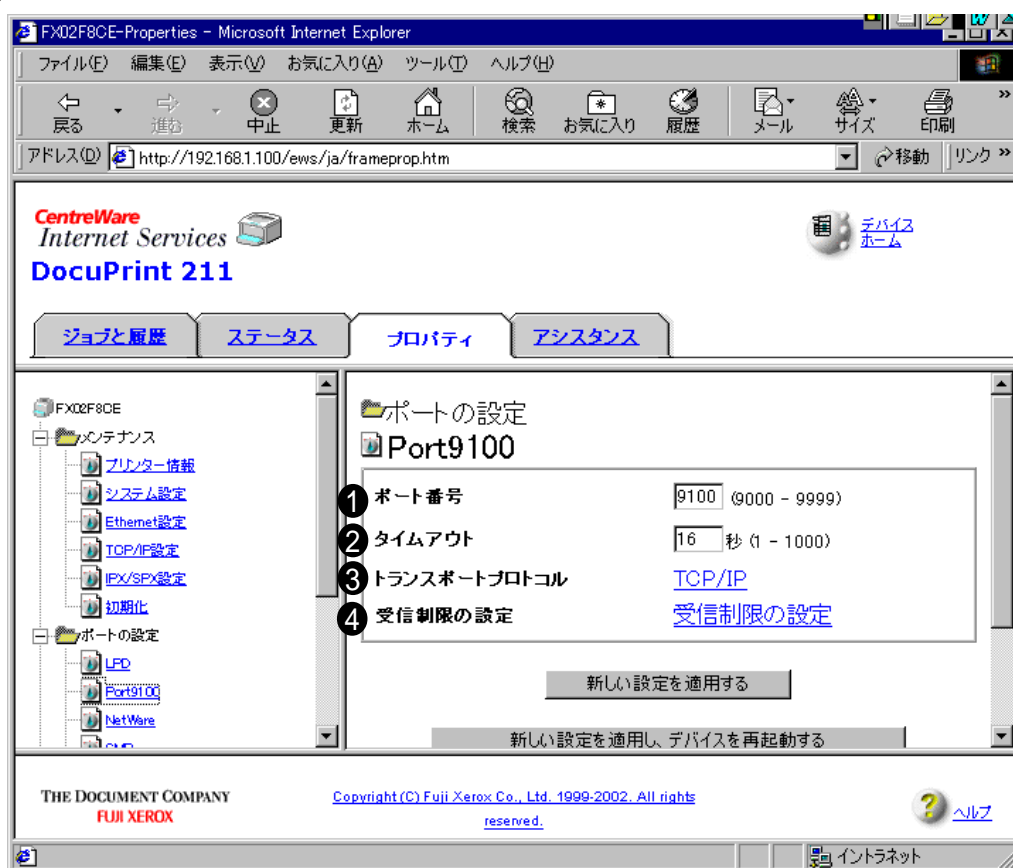 FX02F8CE-Properties - Microsoft Internet Explorer
ファイル(F) 編集(E) 表示(V) お気に入り(A) ツール(T) ヘルプ(H)
戻る 進む 中止 更新 ホーム 検索 お気に入り 履歴 メール サイズ 印刷 »
アドレス(D) http://192.168.1.100/ews/ja/frameprop.htm 移動 リンク »
CentreWare
Internet Services
DocuPrint 211
デバイス
ホーム
ジョブと履歴 ステータス プロパティ アシスタンス
FX02F8CE
メンテナンス
プリンター情報
システム設定
Ethernet設定
TCP/IP設定
IPX/SPX設定
初期化
ポートの設定
LPD
Port9100
NetWare
ポートの設定
Port9100
1 ポート番号 9100 (9000 - 9999)
2 タイムアウト 16 秒 (1 - 1000)
3 トランスポートプロトコル TCP/IP
4 受信制限の設定 受信制限の設定
新しい設定を適用する
新しい設定を適用し、デバイスを再起動する
THE DOCUMENT COMPANY
FUJI XEROX
Copyright (C) Fuji Xerox Co., Ltd. 1999-2002. All rights
reserved.
ヘルプ
イントラネット